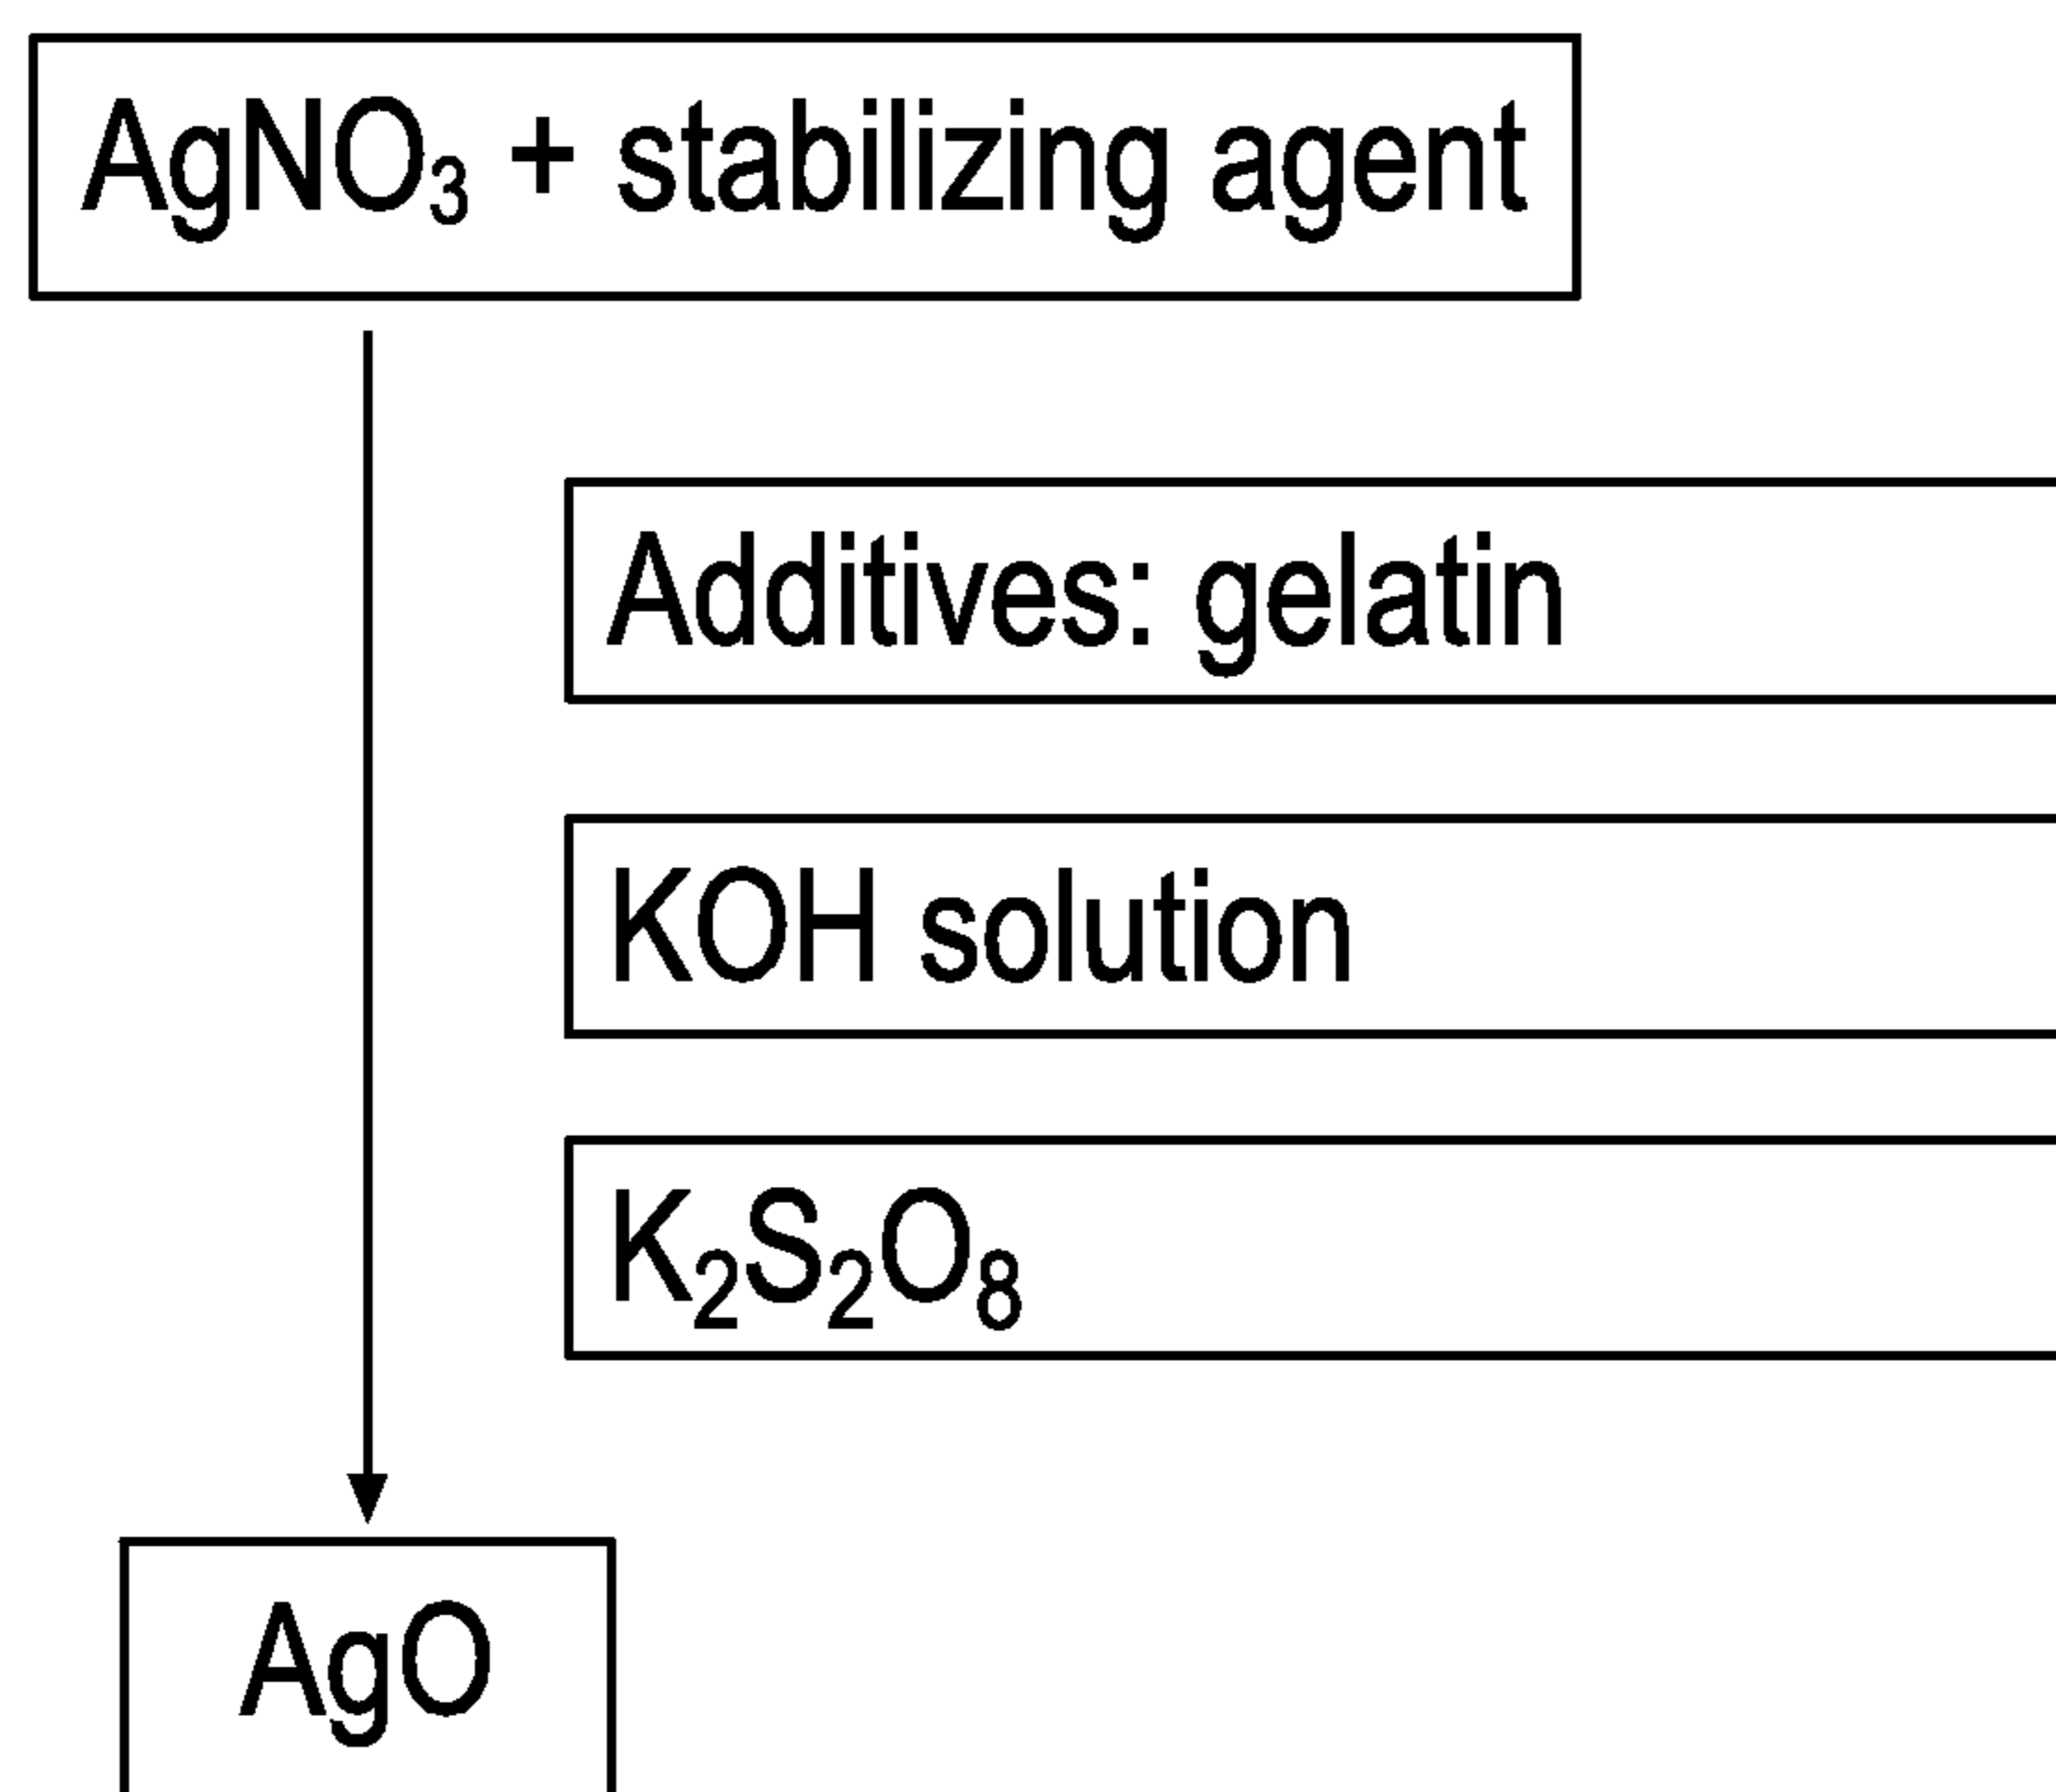 AgNO₃ + stabilizing agent
Additives: gelatin
KOH solution
K₂S₂O₈
AgO